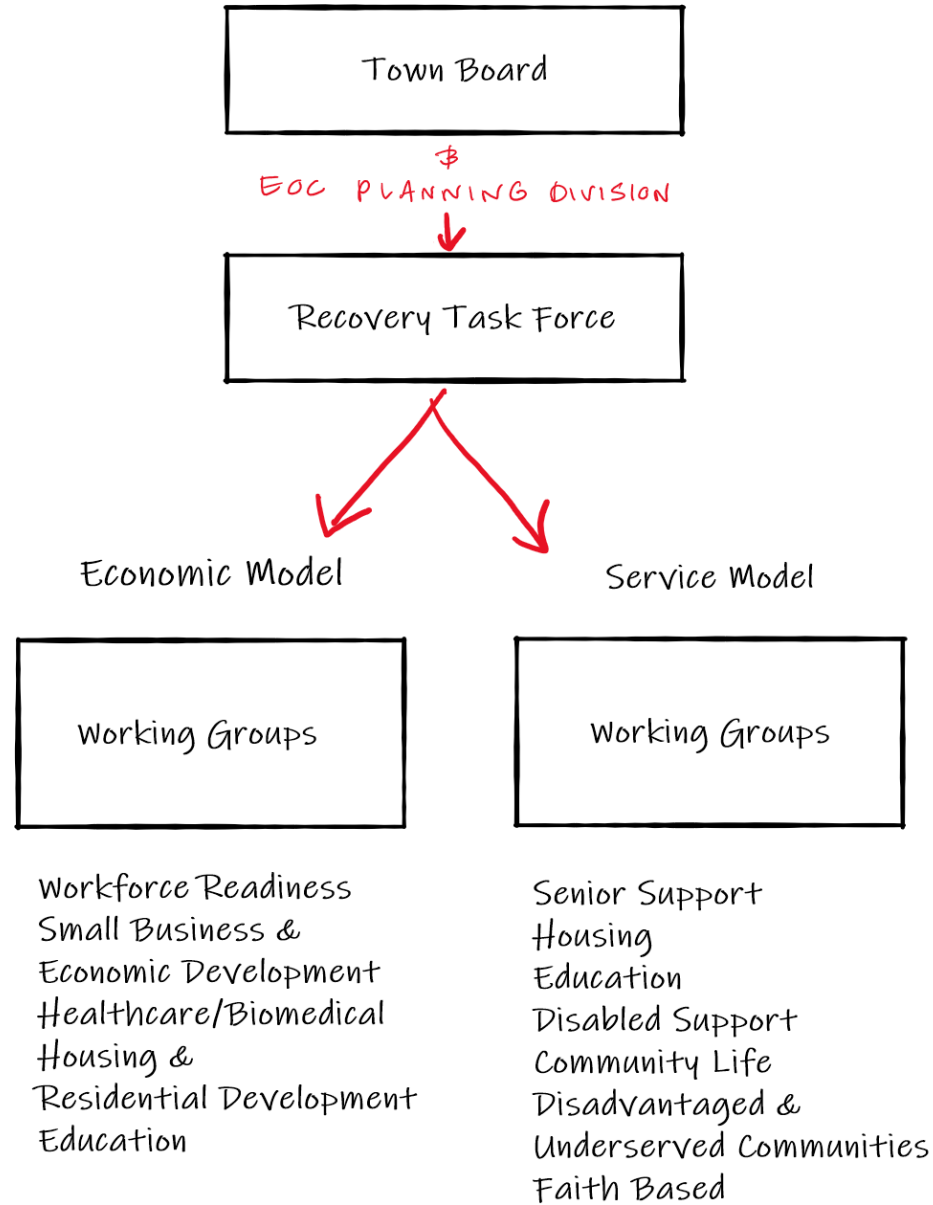 Town Board
&
EOC PLANNING DIVISION
Recovery Task Force
Economic Model
Working Groups
Workforce Readiness
Small Business &
Economic Development
Healthcare/Biomedical
Housing &
Residential Development
Education
Service Model
Working Groups
Senior Support
Housing
Education
Disabled Support
Community Life
Disadvantaged &
Underserved Communities
Faith Based